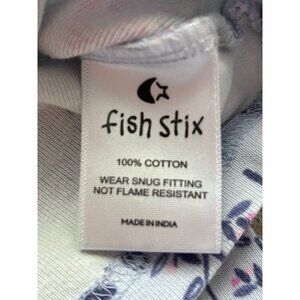 fish stix
100% COTTON
WEAR SNUG FITTING
NOT FLAME RESISTANT
MADE IN INDIA